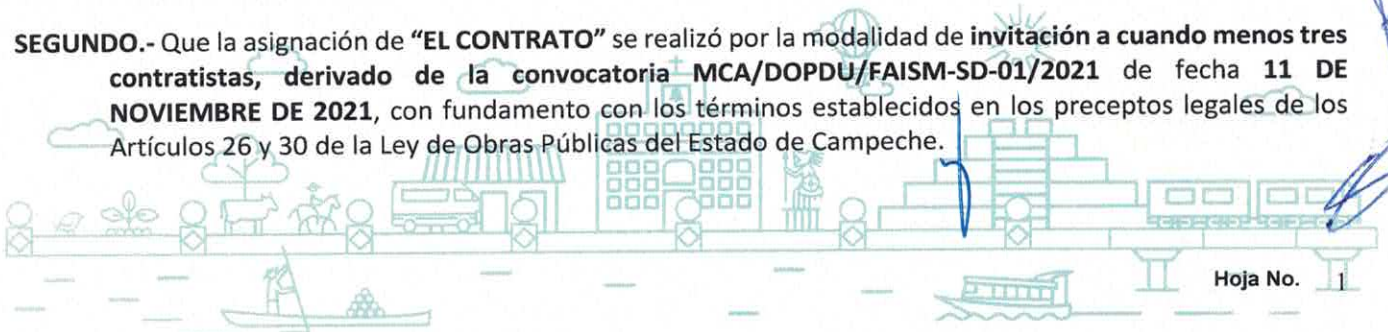 SEGUNDO.- Que la asignación de “EL CONTRATO” se realizó por la modalidad de invitación a cuando menos tres
contratistas, derivado de la convocatoria MCA/DOPDU/FAISM-SD-01/2021 de fecha 11 DE
NOVIEMBRE DE 2021, con fundamento con los términos establecidos en los preceptos legales de los
Artículos 26 y 30 de la Ley de Obras Públicas del Estado de Campeche.
Hoja No. 1